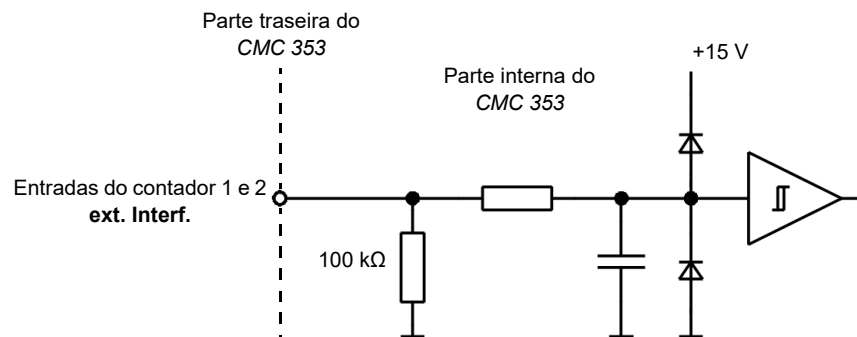 Parte traseira do
CMC 353
+15 V
Parte interna do
CMC 353
Entradas do contador 1 e 2
ext. Interf.
100 kΩ